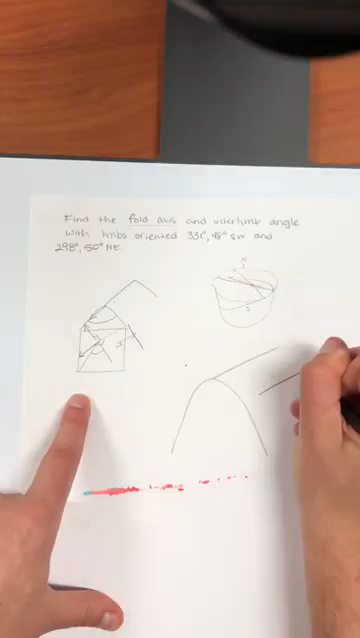 Find the fold axis and interlimb angle
with limbs oriented 331°, 48° SW and
298°, 50° NE.
N
S